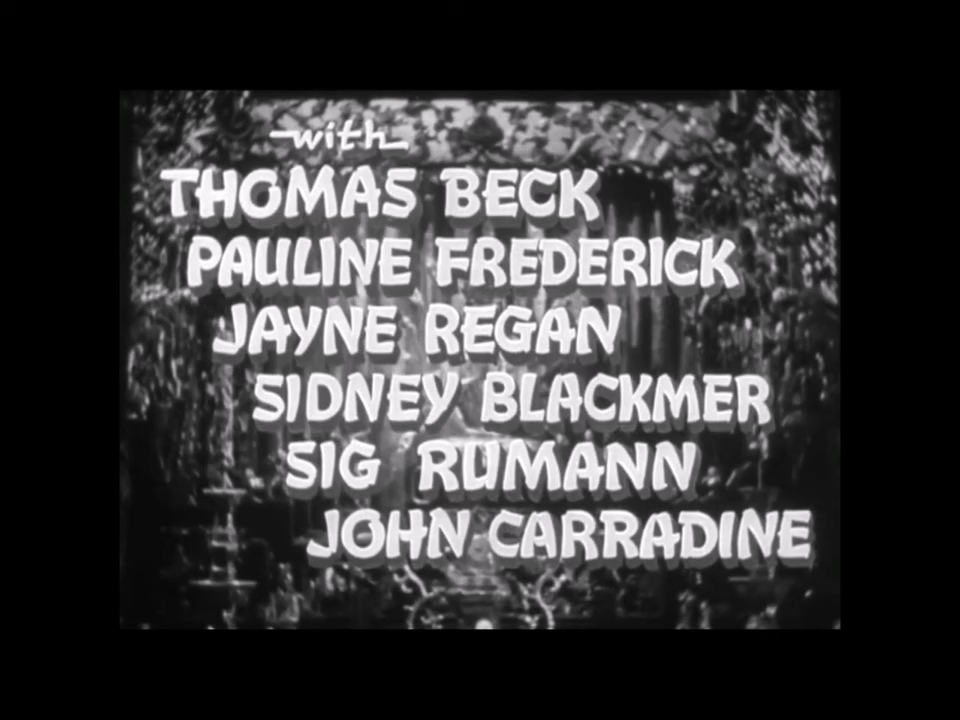 with
THOMAS BECK
PAULINE FREDERICK
JAYNE REGAN
SIDNEY BLACKMER
SIG RUMANN
JOHN CARRADINE